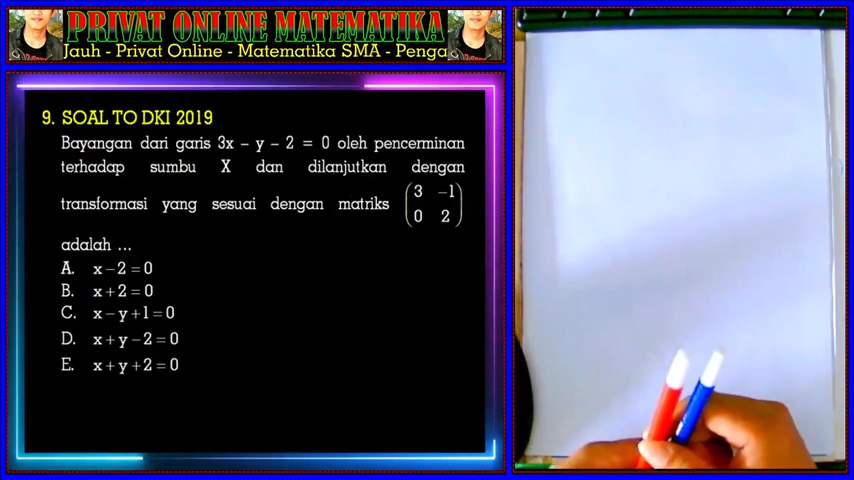 PRIVAT ONLINE MATEMATIKA
Jauh - Privat Online - Matematika SMA - Penga
9. SOAL TO DKI 2019
Bayangan dari garis 3x – y – 2 = 0 oleh pencerminan
terhadap sumbu X dan dilanjutkan dengan
transformasi yang sesuai dengan matriks (3 −1
0 2)
adalah ...
A. x − 2 = 0
B. x + 2 = 0
C. x − y + 1 = 0
D. x + y − 2 = 0
E. x + y + 2 = 0